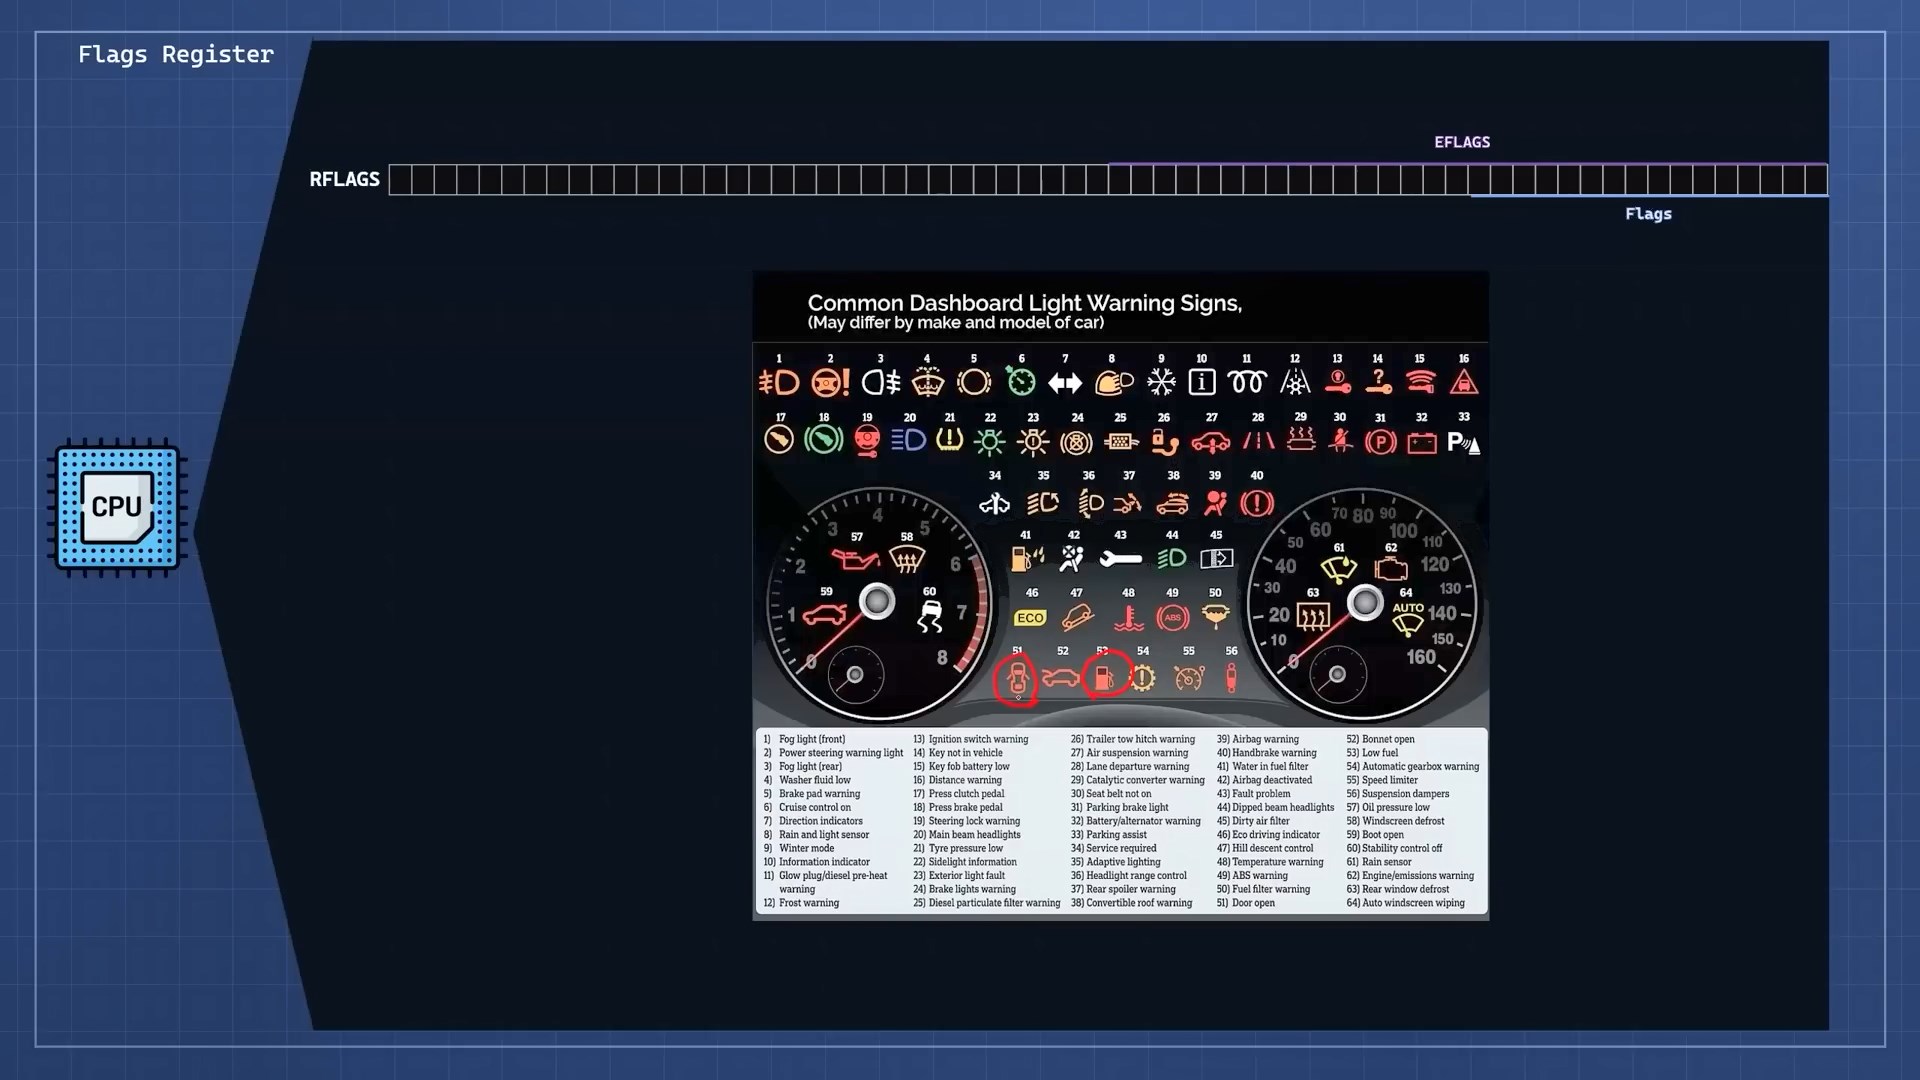 Flags Register
EFLAGS
RFLAGS
Flags
Common Dashboard Light Warning Signs,
(May differ by make and model of car)
1 2 3 4 5 6 7 8 9 10 11 12 13 14 15 16
17 18 19 20 21 22 23 24 25 26 27 28 29 30 31 32 33
34 35 36 37 38 39 40
41 42 43 44 45
46 47 48 49 50
ECO ABS
51 52 53 54 55 56
57 58
59 60
0 1 2 3 4 5 6 7 8
61 62
63 64
AUTO
0 10 20 30 40 50 60 70 80 90 100 110 120 130 140 150 160
CPU
1) Fog light (front)
2) Power steering warning light
3) Fog light (rear)
4) Washer fluid low
5) Brake pad warning
6) Cruise control on
7) Direction indicators
8) Rain and light sensor
9) Winter mode
10) Information indicator
11) Glow plug/diesel pre-heat
warning
12) Frost warning
13) Ignition switch warning
14) Key not in vehicle
15) Key fob battery low
16) Distance warning
17) Press clutch pedal
18) Press brake pedal
19) Steering lock warning
20) Main beam headlights
21) Tyre pressure low
22) Sidelight information
23) Exterior light fault
24) Brake lights warning
25) Diesel particulate filter warning
26) Trailer tow hitch warning
27) Air suspension warning
28) Lane departure warning
29) Catalytic converter warning
30) Seat belt not on
31) Parking brake light
32) Battery/alternator warning
33) Parking assist
34) Service required
35) Adaptive lighting
36) Headlight range control
37) Rear spoiler warning
38) Convertible roof warning
39) Airbag warning
40) Handbrake warning
41) Water in fuel filter
42) Airbag deactivated
43) Fault problem
44) Dipped beam headlights
45) Dirty air filter
46) Eco driving indicator
47) Hill descent control
48) Temperature warning
49) ABS warning
50) Fuel filter warning
51) Door open
52) Bonnet open
53) Low fuel
54) Automatic gearbox warning
55) Speed limiter
56) Suspension dampers
57) Oil pressure low
58) Windscreen defrost
59) Boot open
60) Stability control off
61) Rain sensor
62) Engine/emissions warning
63) Rear window defrost
64) Auto windscreen wiping